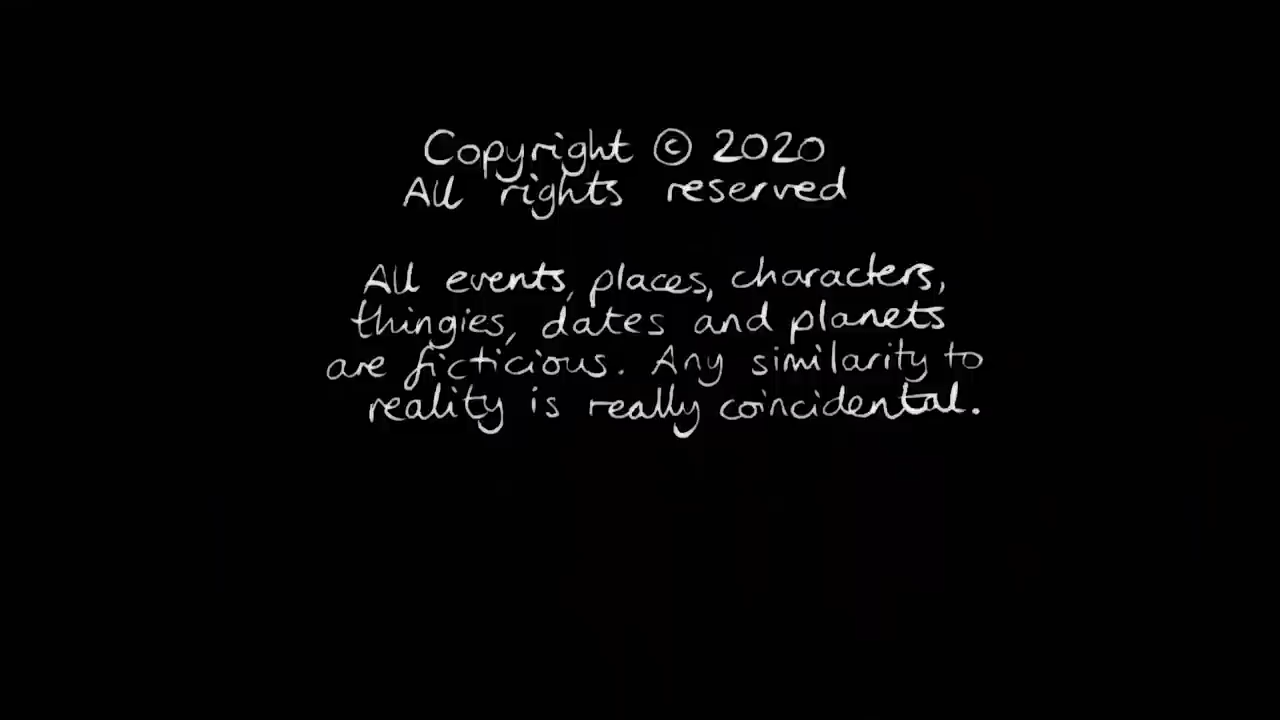 Copyright © 2020
All rights reserved
All events, places, characters,
thingies, dates and planets
are ficticious. Any similarity to
reality is really coincidental.